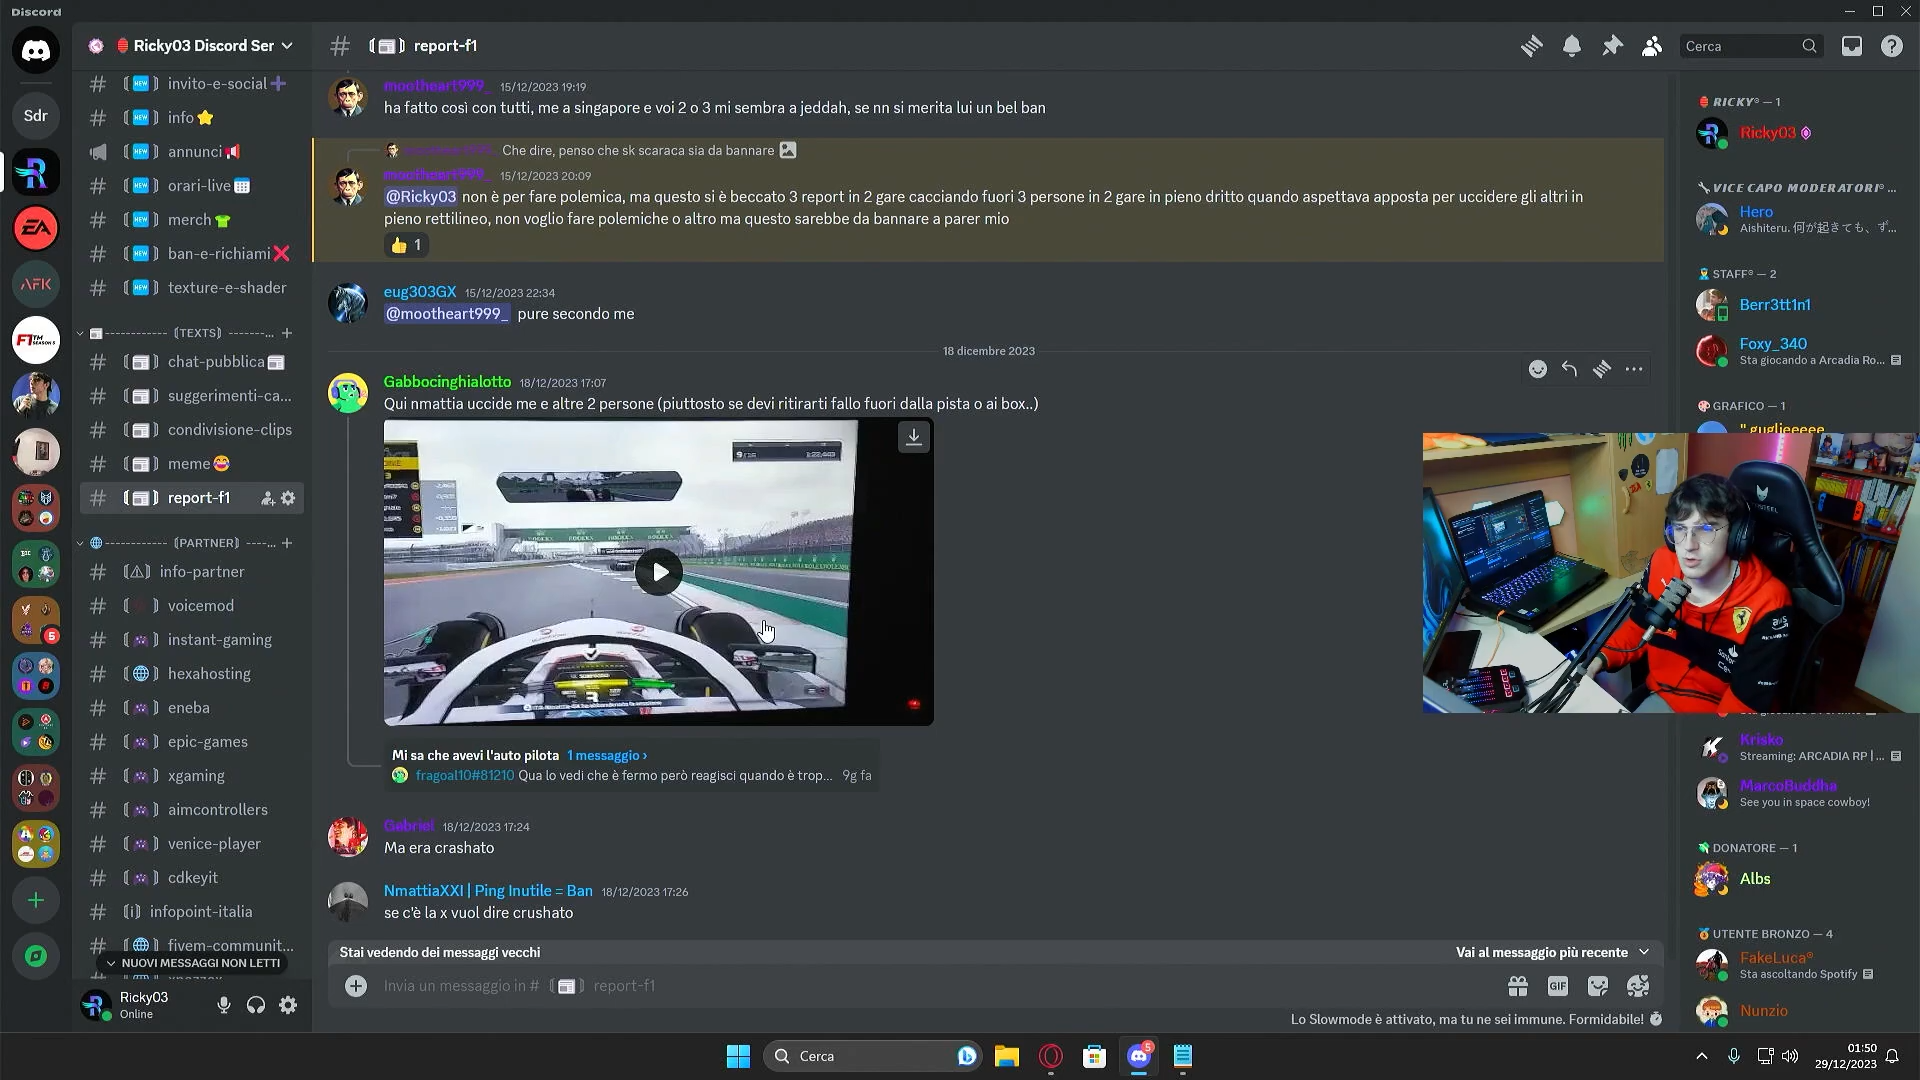 Discord
Sdr
EA
AFK
Ricky03 Discord Ser
invito-e-social
NEW
info
annunci
orari-live
merch
ban-e-richiami
texture-e-shader
------------ 〔TEXTS〕 -------...
chat-pubblica
suggerimenti-ca...
condivisione-clips
meme
report-f1
------------ 〔PARTNER〕 ----...
info-partner
voicemod
instant-gaming
hexahosting
eneba
epic-games
xgaming
aimcontrollers
venice-player
cdkeyit
infopoint-italia
fivem-communit...
NUOVI MESSAGGI NON LETTI
Ricky03
Online
report-f1
Cerca
mootheart999_ 15/12/2023 19:19
ha fatto così con tutti, me a singapore e voi 2 o 3 mi sembra a jeddah, se nn si merita lui un bel ban
mootheart999_ Che dire, penso che sk scaraca sia da bannare
mootheart999_ 15/12/2023 20:09
@Ricky03 non è per fare polemica, ma questo si è beccato 3 report in 2 gare cacciando fuori 3 persone in 2 gare in pieno dritto quando aspettava apposta per uccidere gli altri in
pieno rettilineo, non voglio fare polemiche o altro ma questo sarebbe da bannare a parer mio
1
eug303GX 15/12/2023 22:34
@mootheart999_ pure secondo me
18 dicembre 2023
Gabbocinghialotto 18/12/2023 17:07
Qui nmattia uccide me e altre 2 persone (piuttosto se devi ritirarti fallo fuori dalla pista o ai box..)
Mi sa che avevi l'auto pilota 1 messaggio ›
fragoal10#81210 Qua lo vedi che è fermo però reagisci quando è trop... 9g fa
Gabriel 18/12/2023 17:24
Ma era crashato
NmattiaXXI | Ping Inutile = Ban 18/12/2023 17:26
se c'è la x vuol dire crushato
Stai vedendo dei messaggi vecchi
Vai al messaggio più recente
Invia un messaggio in # report-f1
GIF
Lo Slowmode è attivato, ma tu ne sei immune. Formidabile!
RICKY® — 1
Ricky03
VICE CAPO MODERATORI® ...
Hero
Aishiteru. 何が起きても、ず...
STAFF® — 2
Berr3tt1n1
Foxy_340
Sta giocando a Arcadia Ro...
GRAFICO — 1
" guglieeeee
Krisko
Streaming: ARCADIA RP | ...
MarcoBuddha
See you in space cowboy!
DONATORE — 1
Albs
UTENTE BRONZO — 4
FakeLuca®
Sta ascoltando Spotify
Nunzio
Cerca
5
01:50
29/12/2023